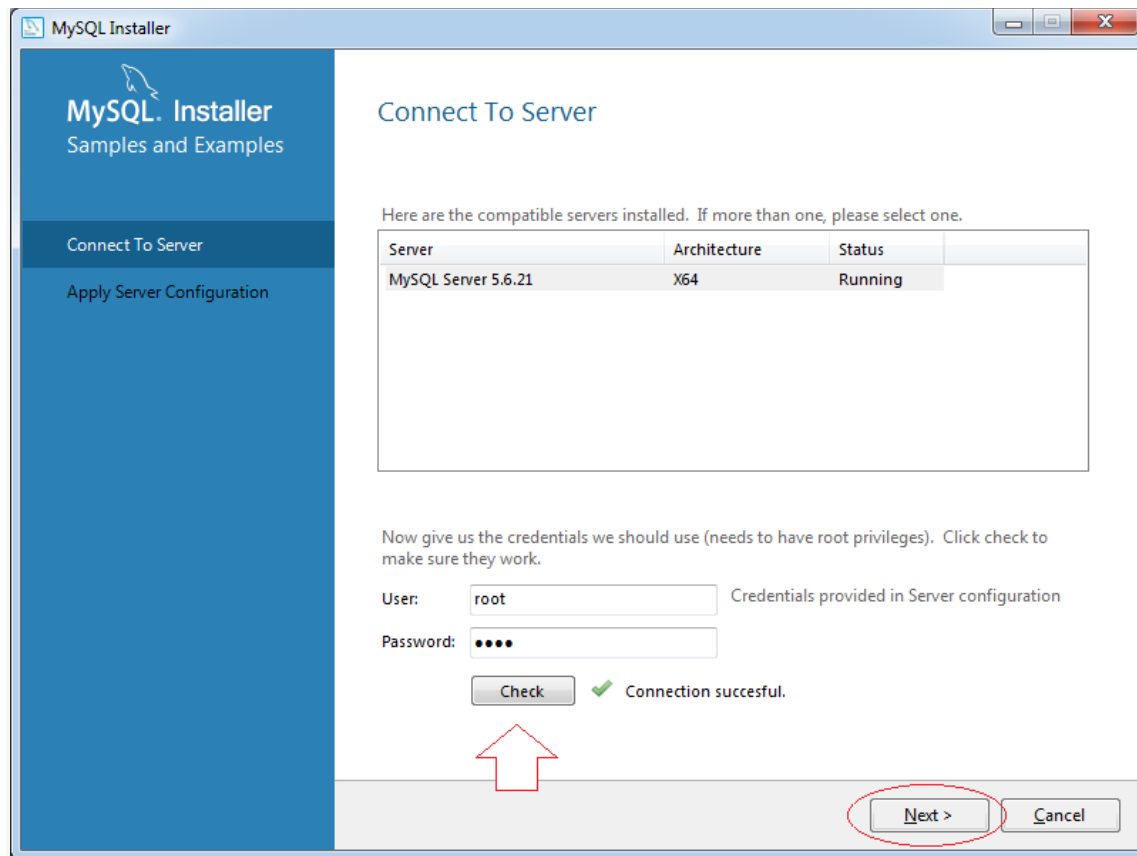 MySQL Installer
MySQL. Installer
Samples and Examples
Connect To Server
Apply Server Configuration
Connect To Server
Here are the compatible servers installed. If more than one, please select one.
Server Architecture Status
MySQL Server 5.6.21 X64 Running
Now give us the credentials we should use (needs to have root privileges). Click check to
make sure they work.
User: root Credentials provided in Server configuration
Password: ••••
Check Connection succesful.
Next > Cancel